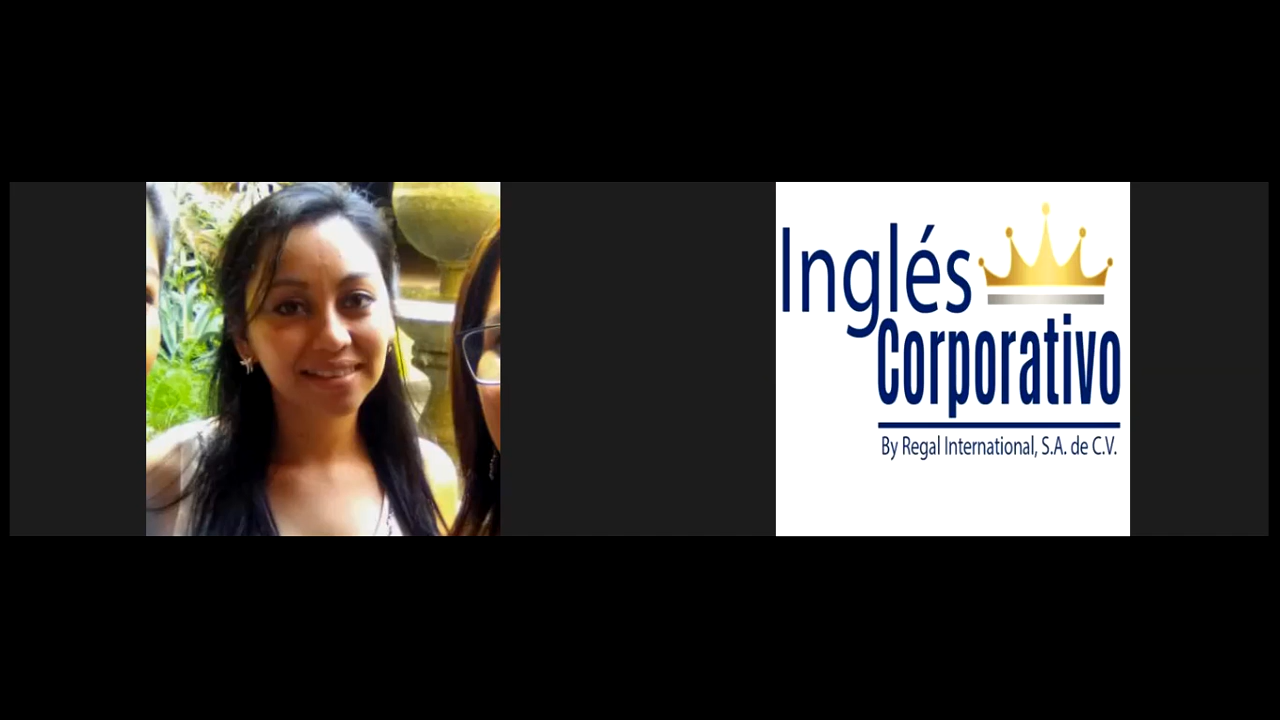 Inglés
Corporativo
By Regal International, S.A. de C.V.